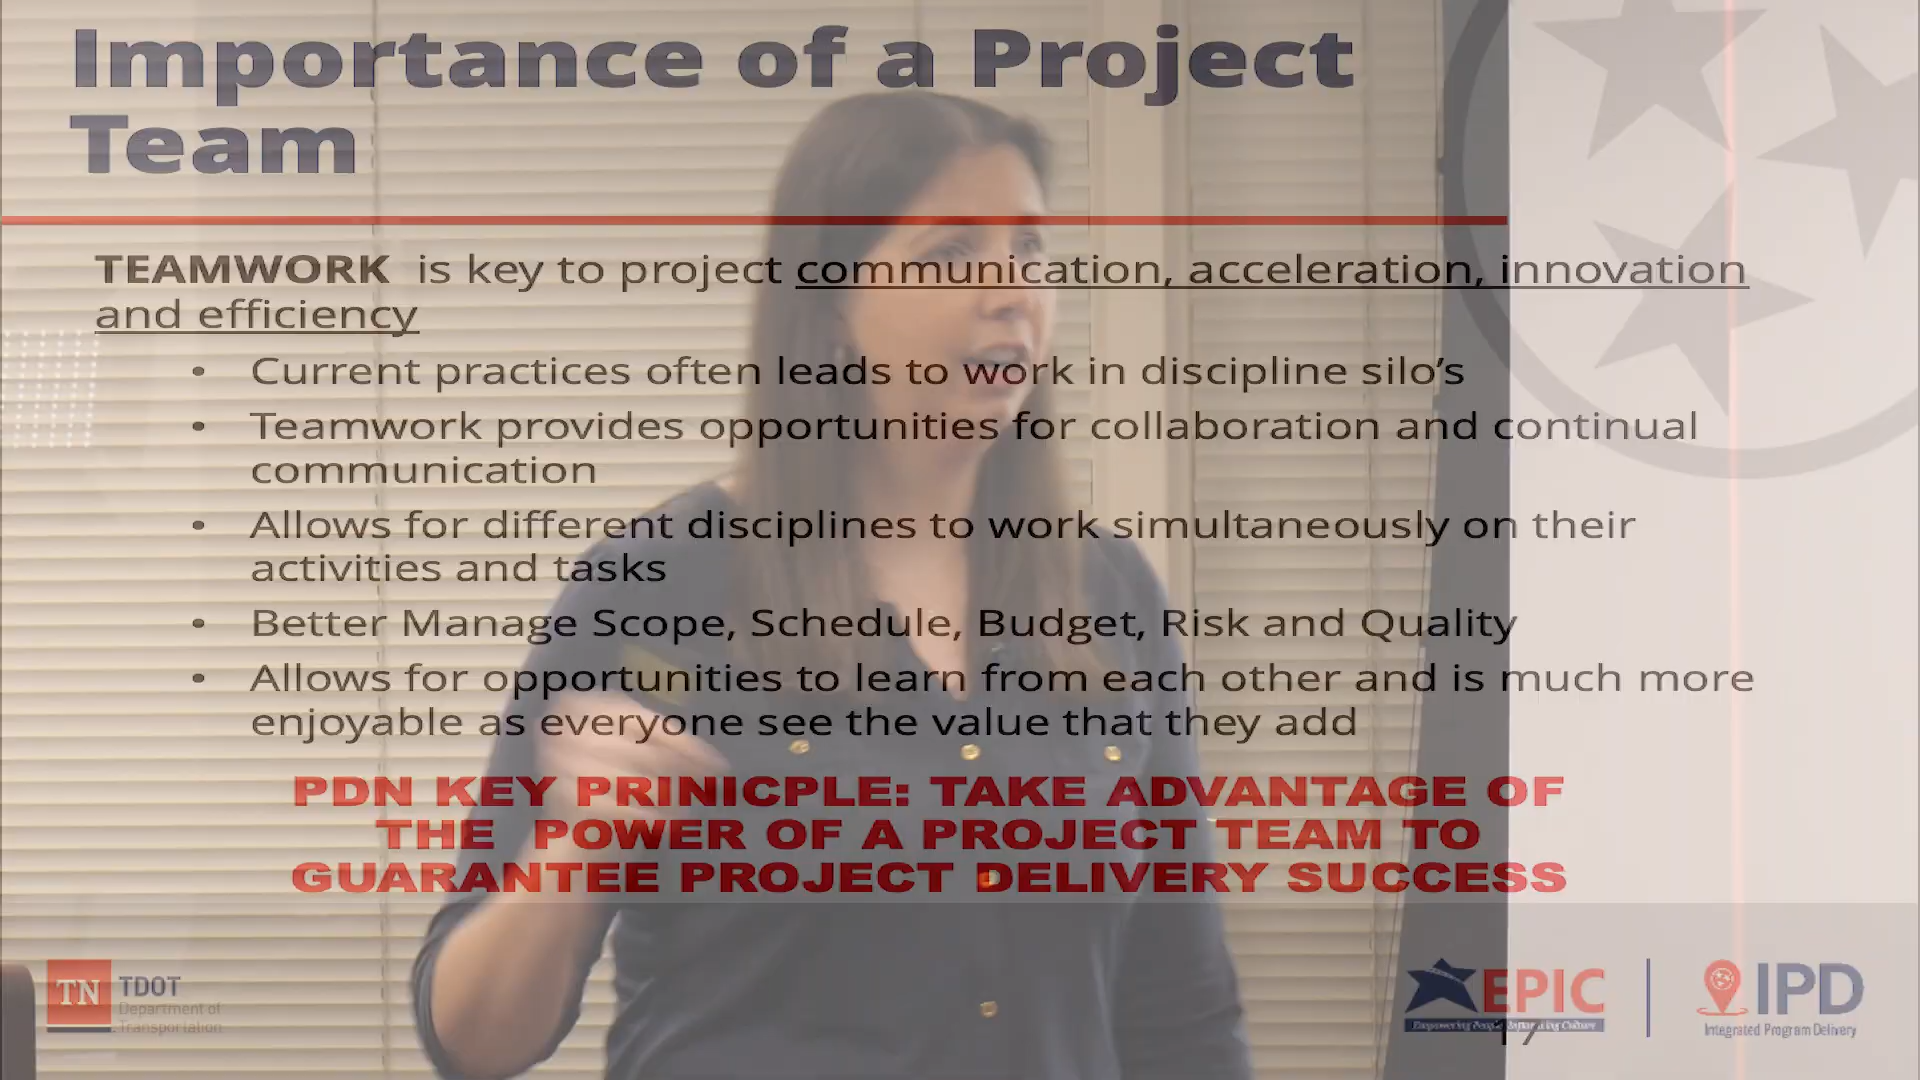 Importance of a Project
Team
TEAMWORK is key to project communication, acceleration, innovation
and efficiency
• Current practices often leads to work in discipline silo's
• Teamwork provides opportunities for collaboration and continual
communication
• Allows for different disciplines to work simultaneously on their
activities and tasks
• Better Manage Scope, Schedule, Budget, Risk and Quality
• Allows for opportunities to learn from each other and is much more
enjoyable as everyone see the value that they add
PDN KEY PRINICPLE: TAKE ADVANTAGE OF
THE POWER OF A PROJECT TEAM TO
GUARANTEE PROJECT DELIVERY SUCCESS
TN
TDOT
Department of
Transportation
EPIC
Empowering People Culture
17
IPD
Integrated Program Delivery